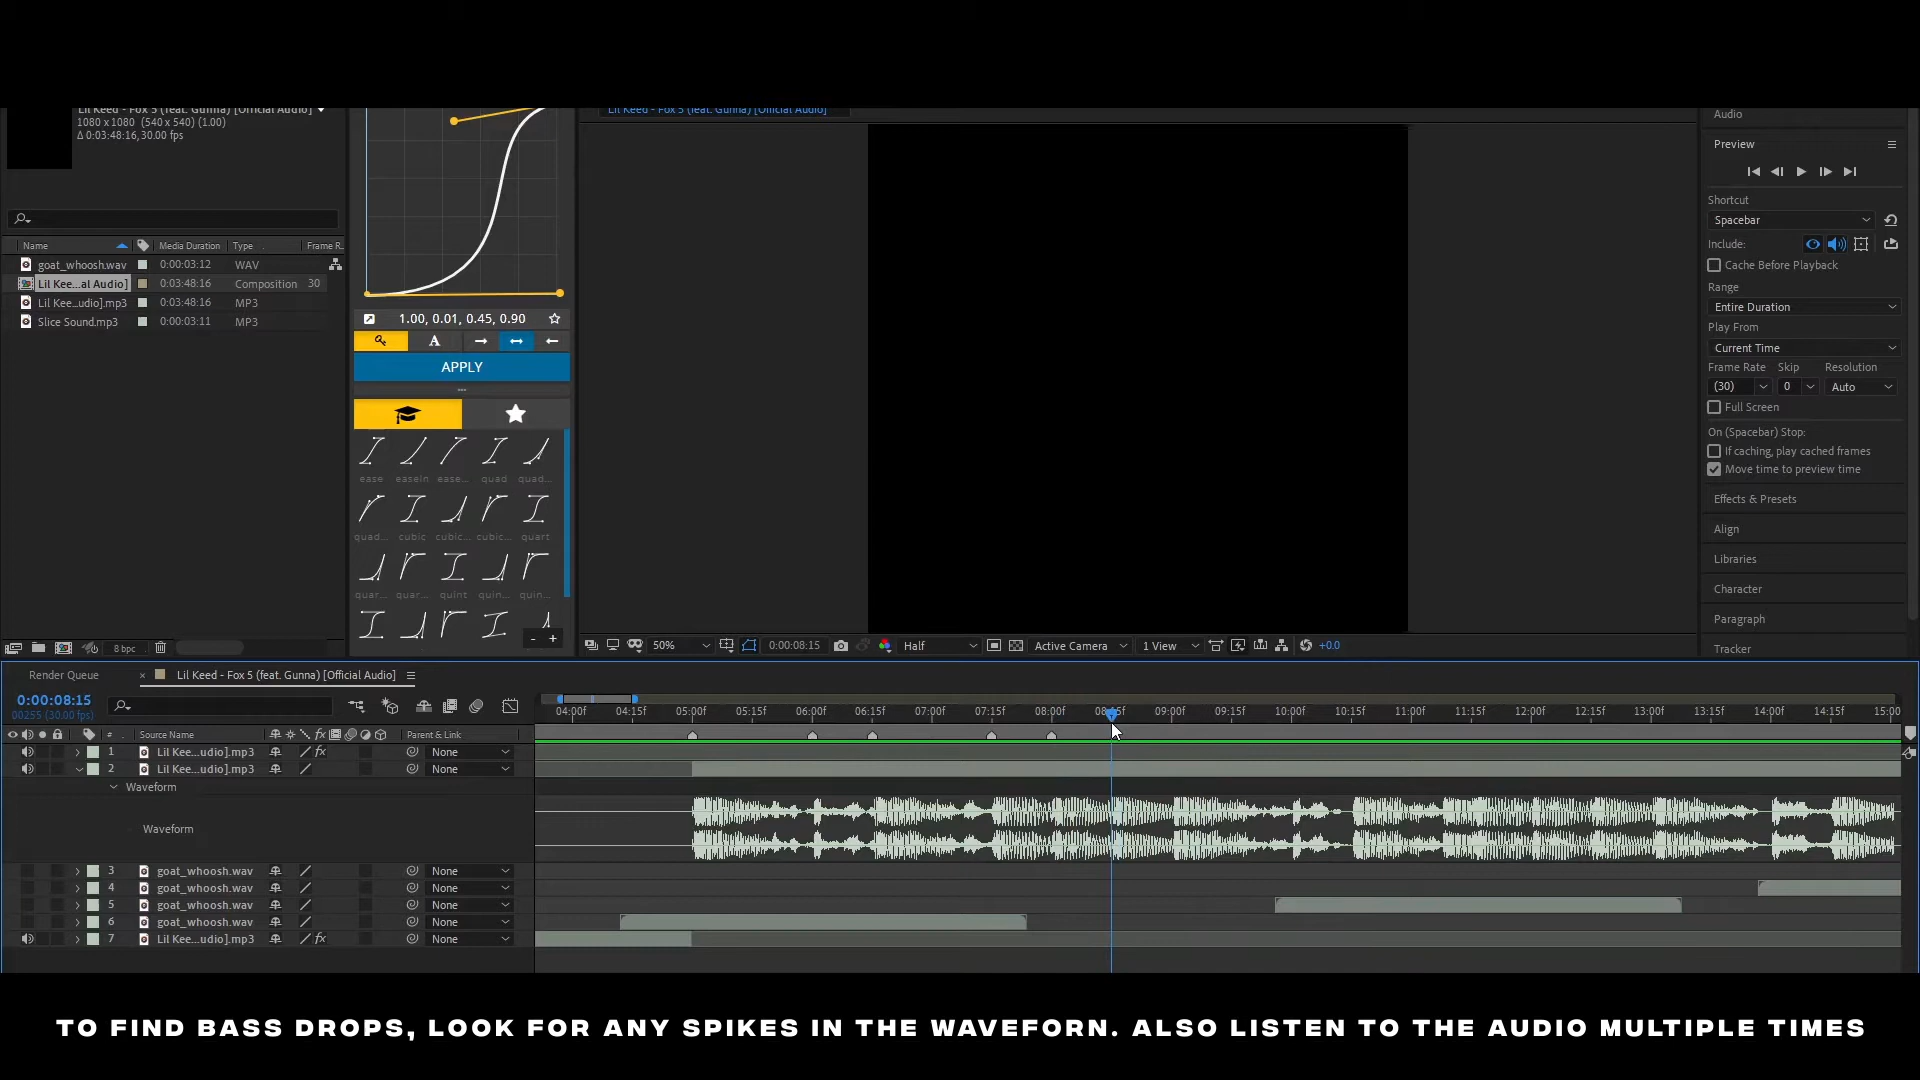 Lil Keed - Fox 5 (feat. Gunna) [Official Audio]
1080 x 1080 (540 x 540) (1.00)
Δ 0:03:48:16, 30.00 fps
Name Media Duration Type Frame R..
goat_whoosh.wav 0:00:03:12 WAV
Lil Kee...al Audio] 0:03:48:16 Composition 30
Lil Kee...udio].mp3 0:03:48:16 MP3
Slice Sound.mp3 0:00:03:11 MP3
8 bpc
1.00, 0.01, 0.45, 0.90
A
APPLY
ease easeIn ease... quad quad...
quad... cubic cubic... cubic... quart
quar... quar... quint quin... quin...
- +
Lil Keed - Fox 5 (feat. Gunna) [Official Audio]
50% 0:00:08:15 Half Active Camera 1 View +0.0
Audio
Preview
Shortcut
Spacebar
Include:
Cache Before Playback
Range
Entire Duration
Play From
Current Time
Frame Rate Skip Resolution
(30) 0 Auto
Full Screen
On (Spacebar) Stop:
If caching, play cached frames
Move time to preview time
Effects & Presets
Align
Libraries
Character
Paragraph
Tracker
Render Queue × Lil Keed - Fox 5 (feat. Gunna) [Official Audio]
0:00:08:15
00255 (30.00 fps)
04:00f 04:15f 05:00f 05:15f 06:00f 06:15f 07:00f 07:15f 08:00f 08:15f 09:00f 09:15f 10:00f 10:15f 11:00f 11:15f 12:00f 12:15f 13:00f 13:15f 14:00f 14:15f 15:00
# Source Name fx Parent & Link
1 Lil Kee...udio].mp3 fx None
2 Lil Kee...udio].mp3 None
Waveform
Waveform
3 goat_whoosh.wav None
4 goat_whoosh.wav None
5 goat_whoosh.wav None
6 goat_whoosh.wav None
7 Lil Kee...udio].mp3 fx None
TO FIND BASS DROPS, LOOK FOR ANY SPIKES IN THE WAVEFORN. ALSO LISTEN TO THE AUDIO MULTIPLE TIMES